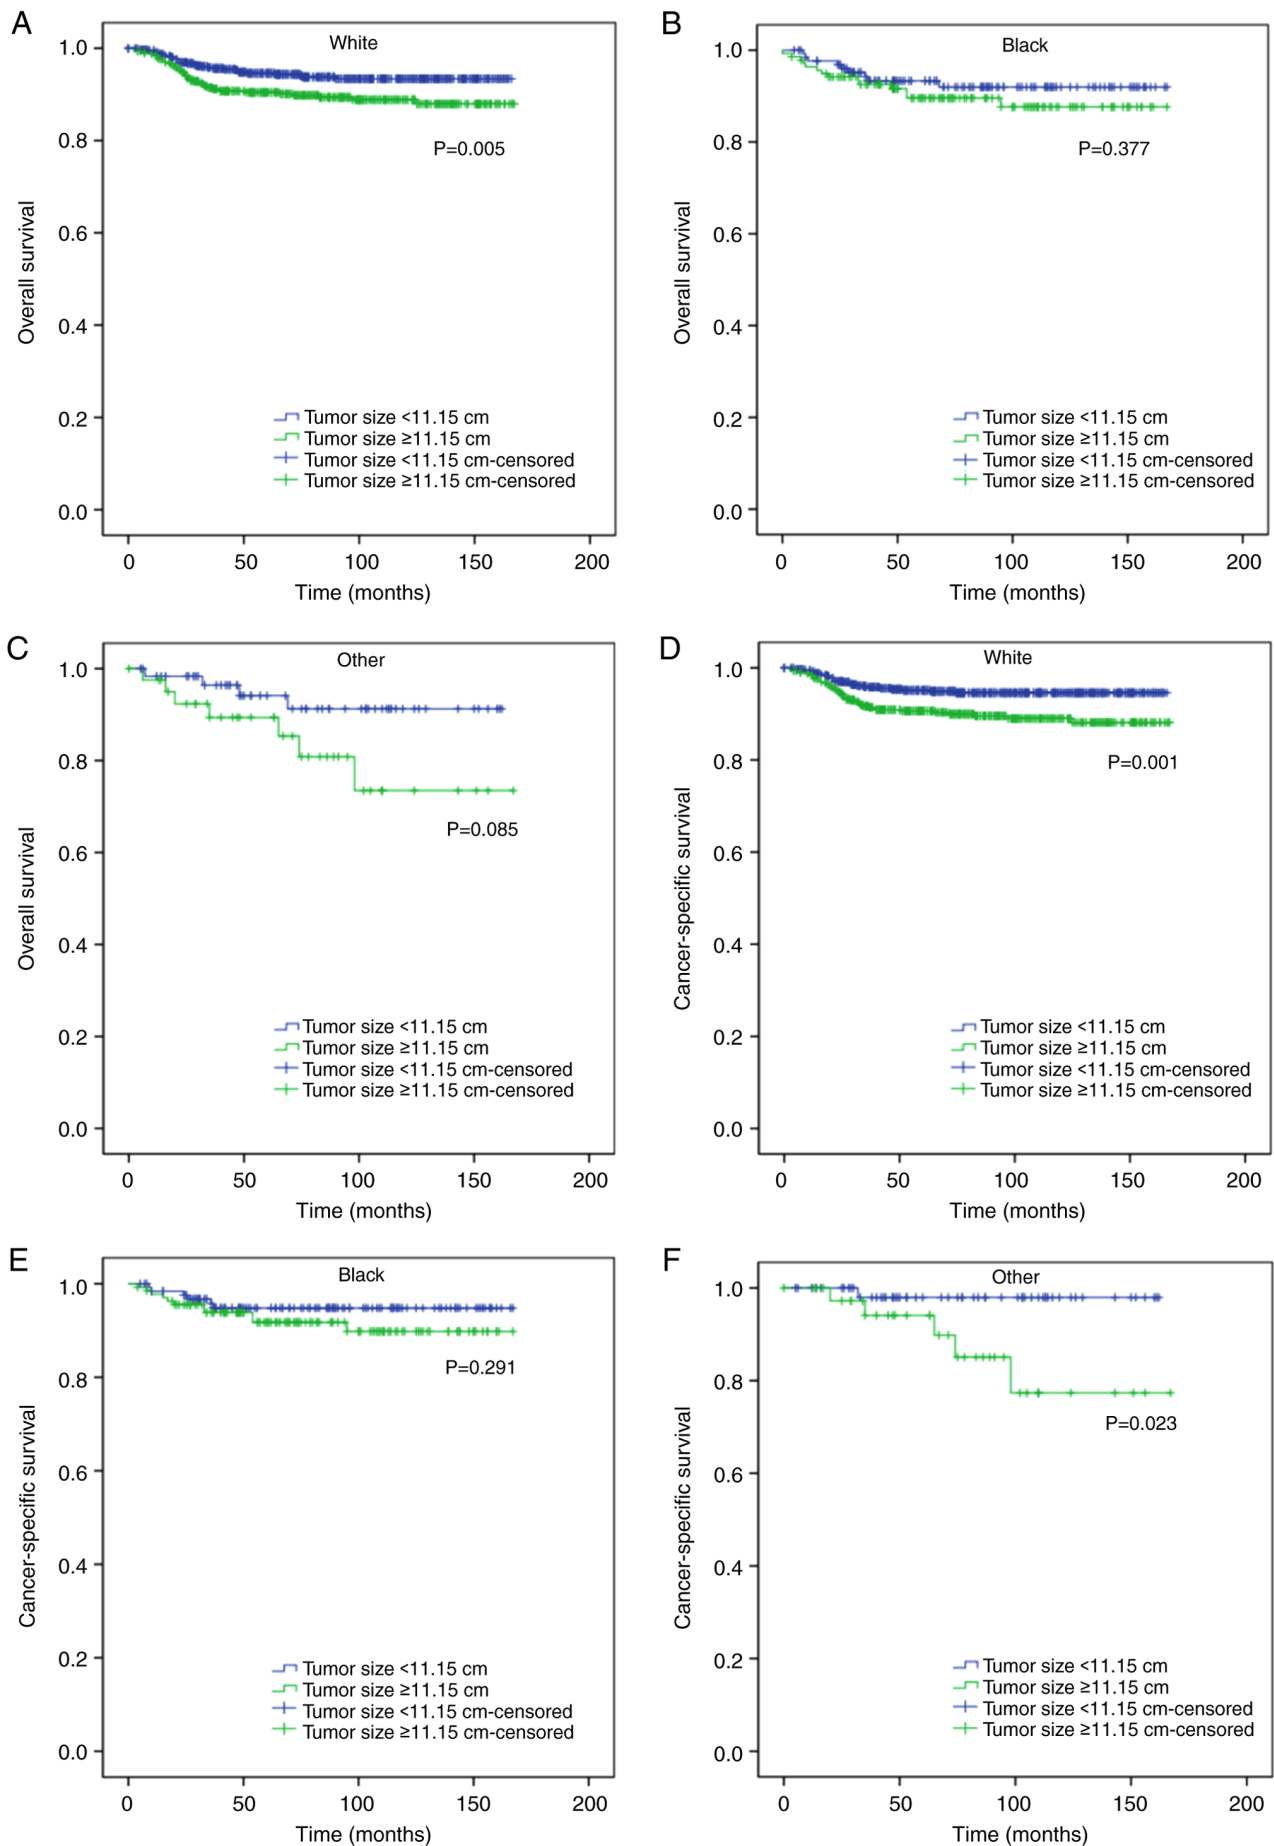 A
White
1.0
0.8
0.6
0.4
0.2
0.0
Overall survival
P=0.005
Tumor size <11.15 cm
Tumor size ≥11.15 cm
Tumor size <11.15 cm-censored
Tumor size ≥11.15 cm-censored
0 50 100 150 200
Time (months)
B
Black
1.0
0.8
0.6
0.4
0.2
0.0
Overall survival
P=0.377
Tumor size <11.15 cm
Tumor size ≥11.15 cm
Tumor size <11.15 cm-censored
Tumor size ≥11.15 cm-censored
0 50 100 150 200
Time (months)
C
Other
1.0
0.8
0.6
0.4
0.2
0.0
Overall survival
P=0.085
Tumor size <11.15 cm
Tumor size ≥11.15 cm
Tumor size <11.15 cm-censored
Tumor size ≥11.15 cm-censored
0 50 100 150 200
Time (months)
D
White
1.0
0.8
0.6
0.4
0.2
0.0
Cancer-specific survival
P=0.001
Tumor size <11.15 cm
Tumor size ≥11.15 cm
Tumor size <11.15 cm-censored
Tumor size ≥11.15 cm-censored
0 50 100 150 200
Time (months)
E
Black
1.0
0.8
0.6
0.4
0.2
0.0
Cancer-specific survival
P=0.291
Tumor size <11.15 cm
Tumor size ≥11.15 cm
Tumor size <11.15 cm-censored
Tumor size ≥11.15 cm-censored
0 50 100 150 200
Time (months)
F
Other
1.0
0.8
0.6
0.4
0.2
0.0
Cancer-specific survival
P=0.023
Tumor size <11.15 cm
Tumor size ≥11.15 cm
Tumor size <11.15 cm-censored
Tumor size ≥11.15 cm-censored
0 50 100 150 200
Time (months)